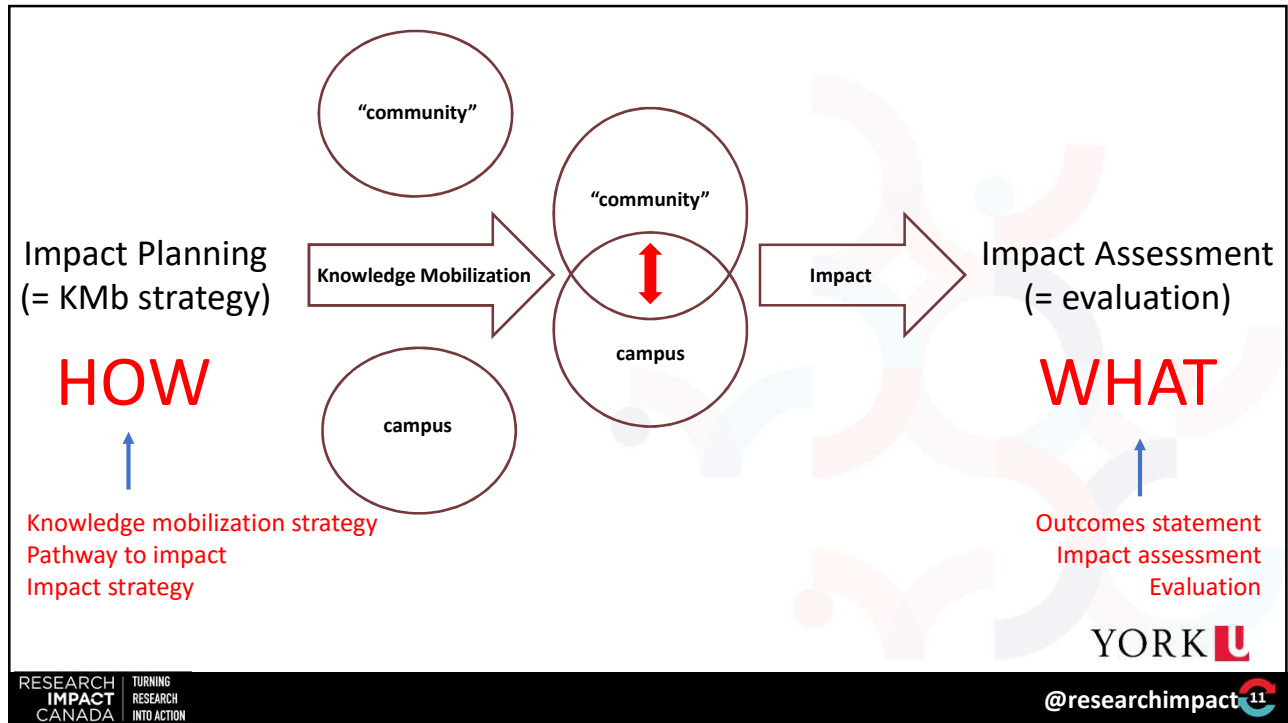 “community”
“community”
Impact Planning
(= KMb strategy)
Knowledge Mobilization
Impact
Impact Assessment
(= evaluation)
HOW
campus
campus
WHAT
Knowledge mobilization strategy
Pathway to impact
Impact strategy
Outcomes statement
Impact assessment
Evaluation
YORK U
RESEARCH
IMPACT
CANADA
TURNING
RESEARCH
INTO ACTION
@researchimpact
11